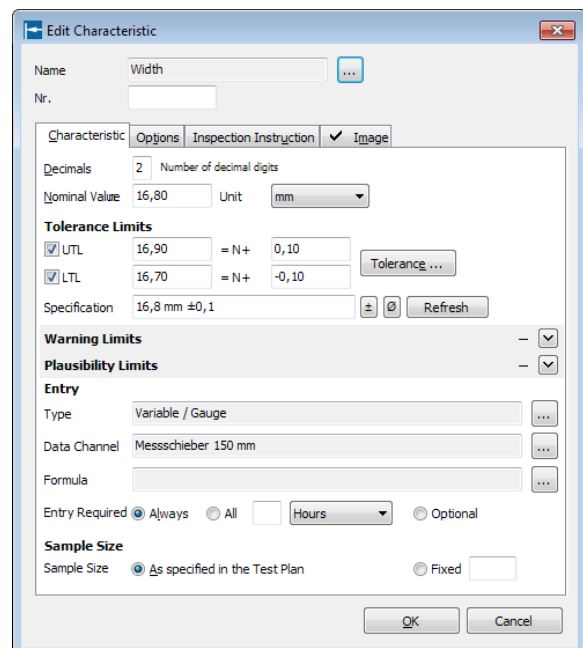 Edit Characteristic
Name Width ...
Nr.
Characteristic Options Inspection Instruction ✔ Image
Decimals 2 Number of decimal digits
Nominal Value 16,80 Unit mm
Tolerance Limits
UTL 16,90 = N+ 0,10
Tolerance ...
LTL 16,70 = N+ -0,10
Specification 16,8 mm ±0,1 ± Ø Refresh
Warning Limits –
Plausibility Limits –
Entry
Type Variable / Gauge ...
Data Channel Messschieber 150 mm ...
Formula ...
Entry Required Always All Hours Optional
Sample Size
Sample Size As specified in the Test Plan Fixed
OK Cancel